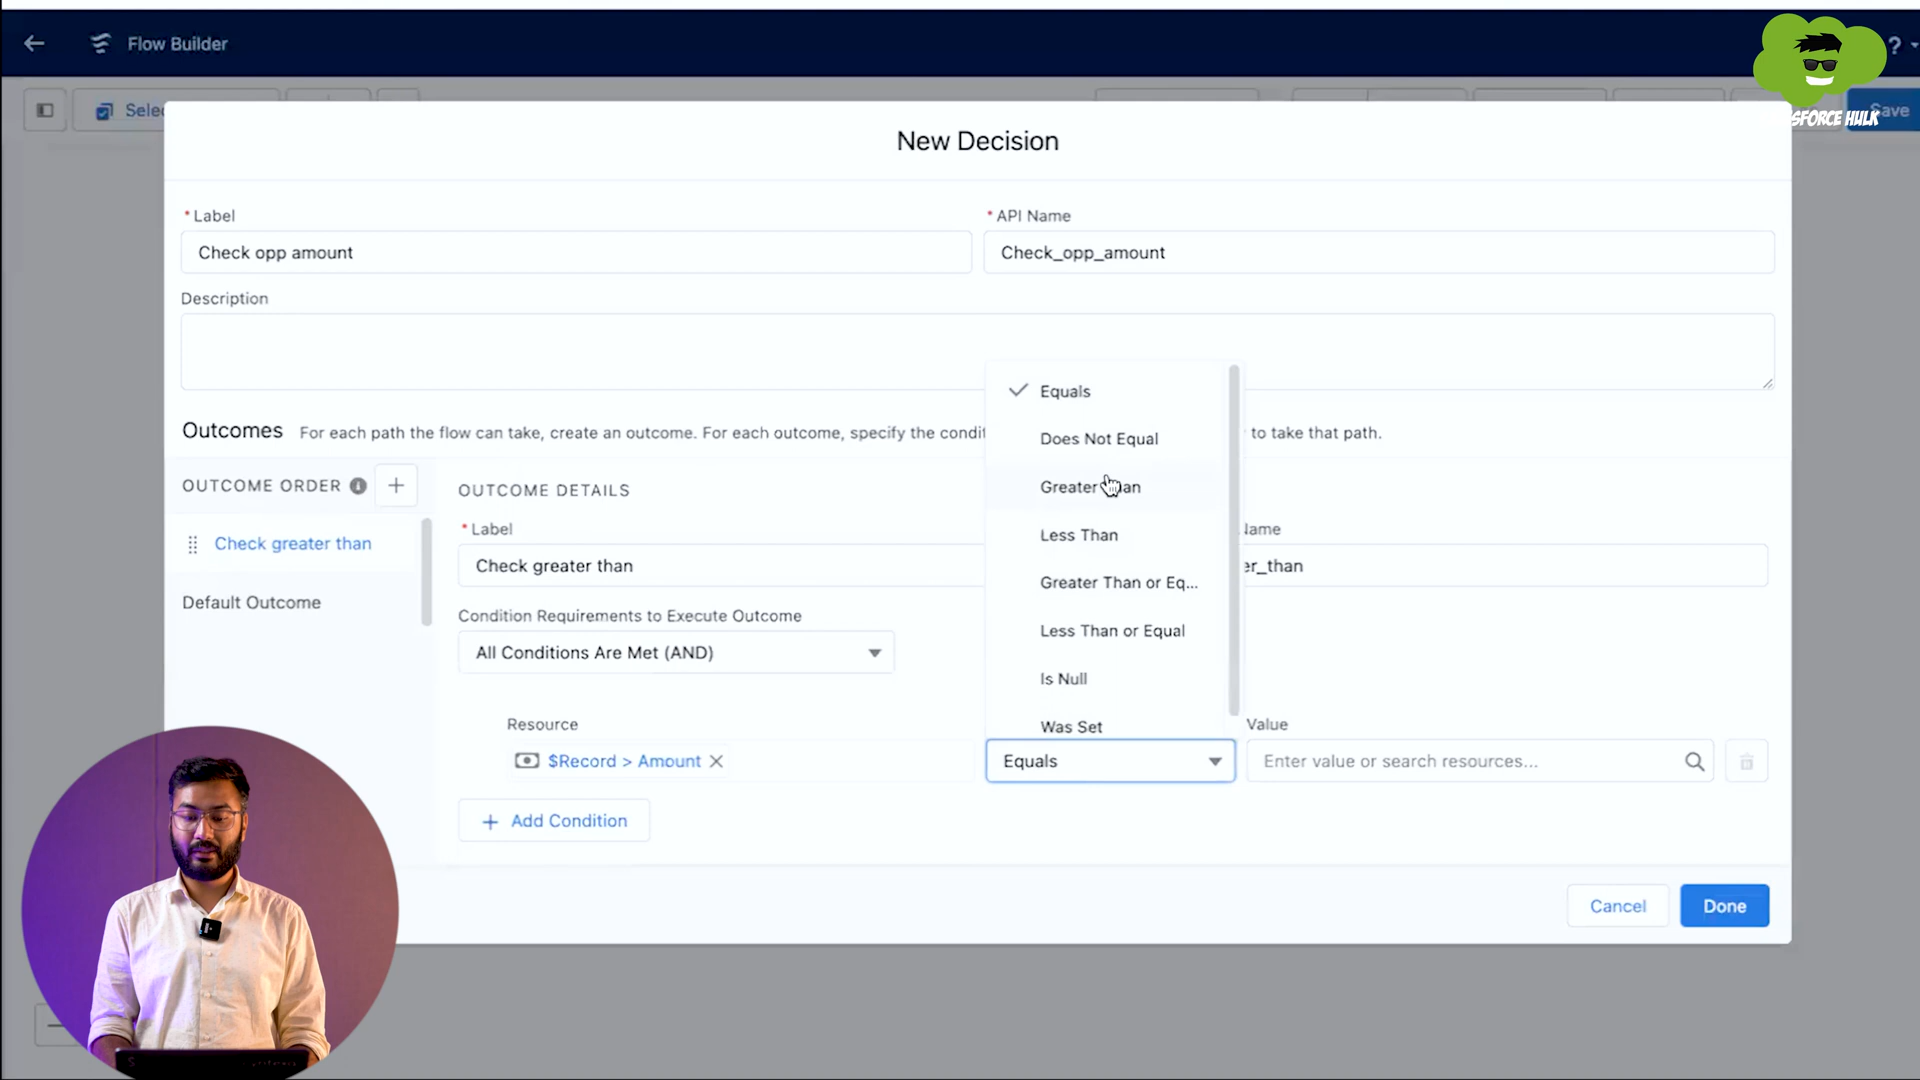 Flow Builder
?
Selec
Save
SFORCE HULK
New Decision
* Label
* API Name
Check opp amount
Check_opp_amount
Description
Outcomes
For each path the flow can take, create an outcome. For each outcome, specify the condit
to take that path.
OUTCOME ORDER
OUTCOME DETAILS
Check greater than
Default Outcome
* Label
Name
Check greater than
er_than
Condition Requirements to Execute Outcome
All Conditions Are Met (AND)
Equals
Does Not Equal
Greater Than
Less Than
Greater Than or Eq...
Less Than or Equal
Is Null
Was Set
Resource
Value
$Record > Amount
Equals
Enter value or search resources...
+ Add Condition
Cancel
Done